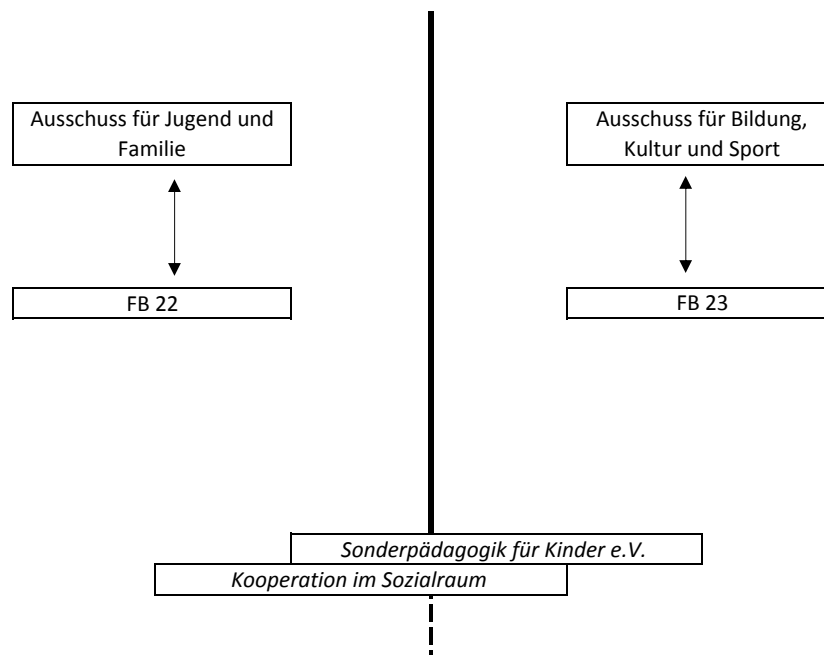 Ausschuss für Jugend und
Familie
Ausschuss für Bildung,
Kultur und Sport
FB 22
FB 23
Sonderpädagogik für Kinder e.V.
Kooperation im Sozialraum